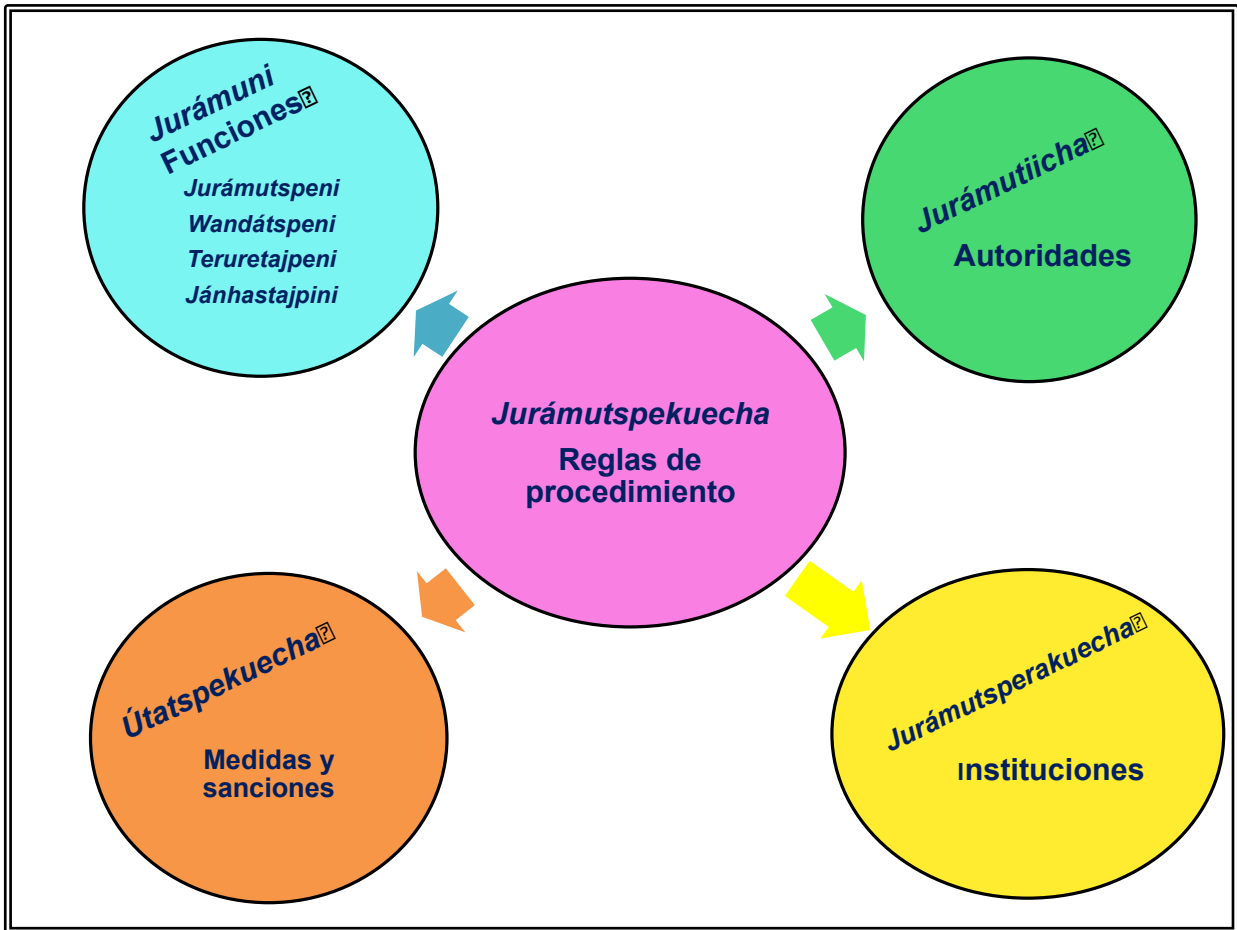 Jurámuni
Funciones
Jurámutspeni
Wandátspeni
Teruretajpeni
Jánhastajpini
Jurámutiicha
Autoridades
Jurámutspekuecha
Reglas de
procedimiento
Útatspekuecha
Medidas y
sanciones
Jurámutsperakuecha
Instituciones